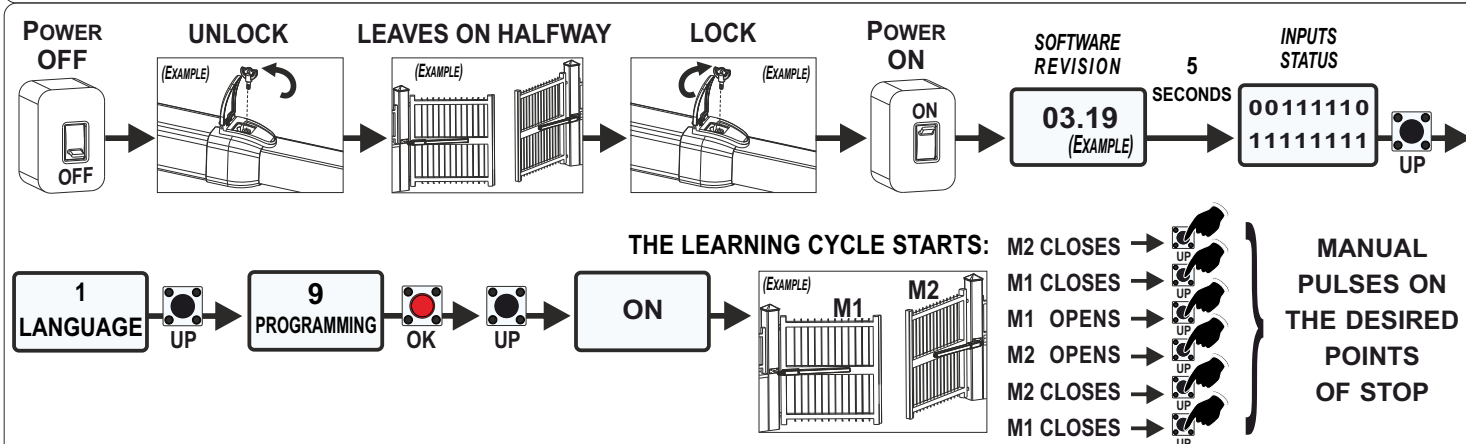 POWER OFF
OFF
UNLOCK
(EXAMPLE)
LEAVES ON HALFWAY
(EXAMPLE)
LOCK
(EXAMPLE)
POWER ON
ON
SOFTWARE REVISION
03.19
(EXAMPLE)
5 SECONDS
INPUTS STATUS
00111110
11111111
UP
1
LANGUAGE
UP
9
PROGRAMMING
OK
UP
ON
THE LEARNING CYCLE STARTS:
(EXAMPLE)
M1
M2
M2 CLOSES
UP
M1 CLOSES
UP
M1 OPENS
UP
M2 OPENS
UP
M2 CLOSES
UP
M1 CLOSES
UP
MANUAL
PULSES ON
THE DESIRED
POINTS
OF STOP